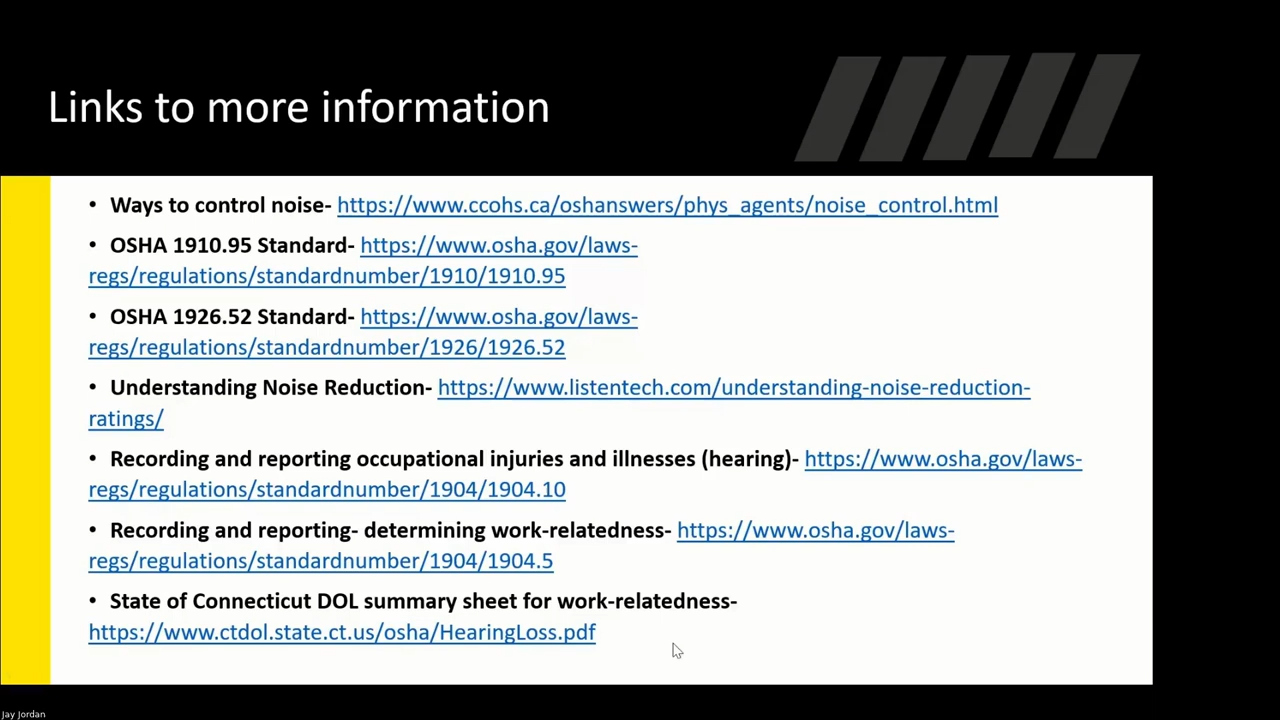 Links to more information
• Ways to control noise- https://www.ccohs.ca/oshanswers/phys_agents/noise_control.html
• OSHA 1910.95 Standard- https://www.osha.gov/laws-
regs/regulations/standardnumber/1910/1910.95
• OSHA 1926.52 Standard- https://www.osha.gov/laws-
regs/regulations/standardnumber/1926/1926.52
• Understanding Noise Reduction- https://www.listentech.com/understanding-noise-reduction-
ratings/
• Recording and reporting occupational injuries and illnesses (hearing)- https://www.osha.gov/laws-
regs/regulations/standardnumber/1904/1904.10
• Recording and reporting- determining work-relatedness- https://www.osha.gov/laws-
regs/regulations/standardnumber/1904/1904.5
• State of Connecticut DOL summary sheet for work-relatedness-
https://www.ctdol.state.ct.us/osha/HearingLoss.pdf
Jay Jordan